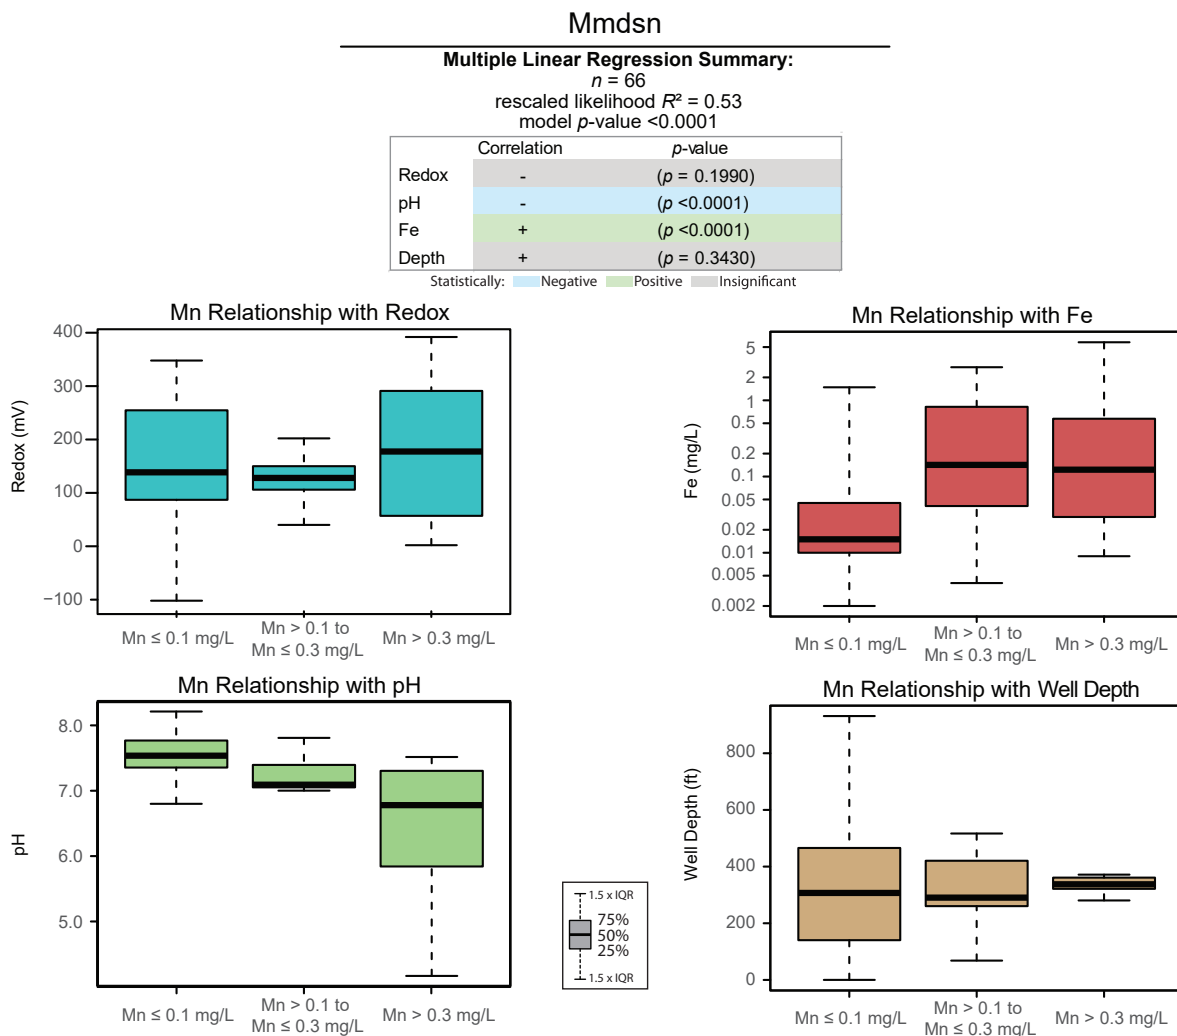 Mmdsn
Multiple Linear Regression Summary:
n = 66
rescaled likelihood R² = 0.53
model p-value <0.0001
Correlation p-value
Redox - (p = 0.1990)
pH - (p <0.0001)
Fe + (p <0.0001)
Depth + (p = 0.3430)
Statistically: Negative Positive Insignificant
Mn Relationship with Redox
Redox (mV)
400
300
200
100
0
−100
Mn ≤ 0.1 mg/L
Mn > 0.1 to
Mn ≤ 0.3 mg/L
Mn > 0.3 mg/L
Mn Relationship with Fe
Fe (mg/L)
5
2
1
0.5
0.2
0.1
0.05
0.02
0.01
0.005
0.002
Mn ≤ 0.1 mg/L
Mn > 0.1 to
Mn ≤ 0.3 mg/L
Mn > 0.3 mg/L
Mn Relationship with pH
pH
8.0
7.0
6.0
5.0
Mn ≤ 0.1 mg/L
Mn > 0.1 to
Mn ≤ 0.3 mg/L
Mn > 0.3 mg/L
1.5 x IQR
75%
50%
25%
1.5 x IQR
Mn Relationship with Well Depth
Well Depth (ft)
800
600
400
200
0
Mn ≤ 0.1 mg/L
Mn > 0.1 to
Mn ≤ 0.3 mg/L
Mn > 0.3 mg/L